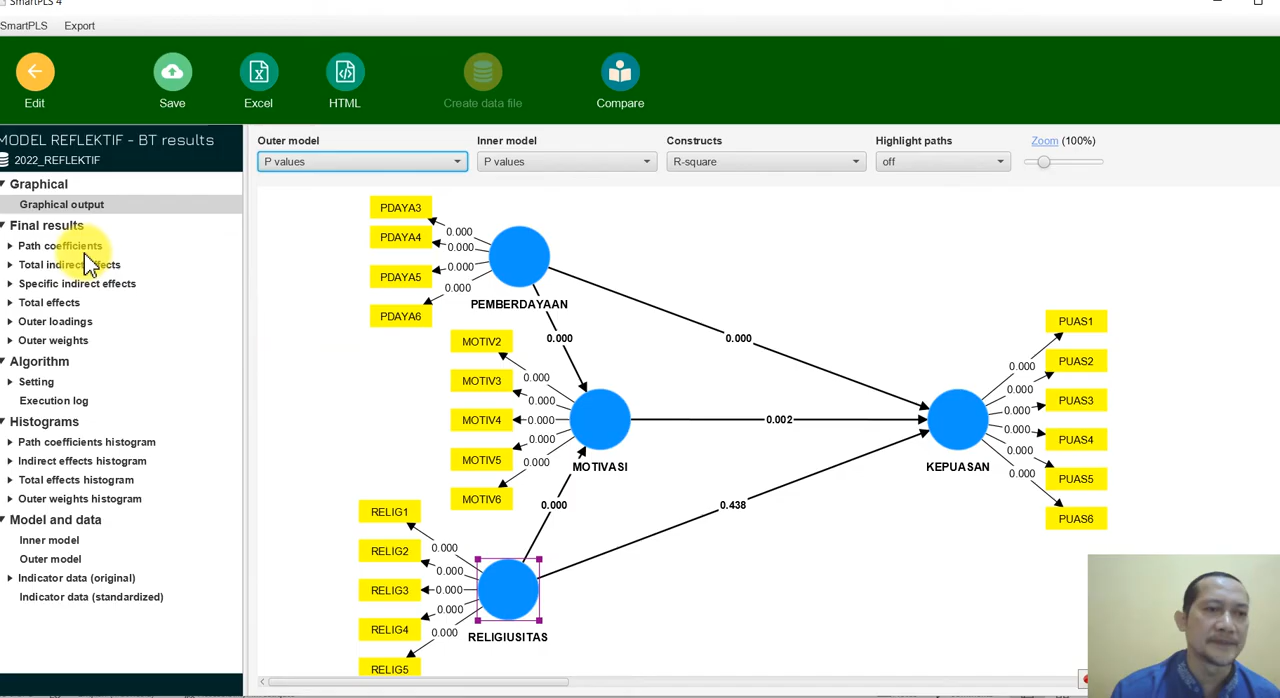 SmartPLS 4
SmartPLS Export
Edit Save Excel HTML Create data file Compare
MODEL REFLEKTIF - BT results
2022_REFLEKTIF
Graphical
Graphical output
Final results
Path coefficients
Total indirect effects
Specific indirect effects
Total effects
Outer loadings
Outer weights
Algorithm
Setting
Execution log
Histograms
Path coefficients histogram
Indirect effects histogram
Total effects histogram
Outer weights histogram
Model and data
Inner model
Outer model
Indicator data (original)
Indicator data (standardized)
Outer model Inner model Constructs Highlight paths Zoom (100%)
P values P values R-square off
PDAYA3
PDAYA4
PDAYA5
PDAYA6
0.000
0.000
0.000
0.000
PEMBERDAYAAN
0.000
0.000
MOTIV2
MOTIV3
MOTIV4
MOTIV5
MOTIV6
0.000
0.000
0.000
0.000
0.000
MOTIVASI
0.002
0.000
0.438
RELIG1
RELIG2
RELIG3
RELIG4
RELIG5
0.000
0.000
0.000
0.000
0.000
RELIGIUSITAS
KEPUASAN
0.000
0.000
0.000
0.000
0.000
0.000
PUAS1
PUAS2
PUAS3
PUAS4
PUAS5
PUAS6